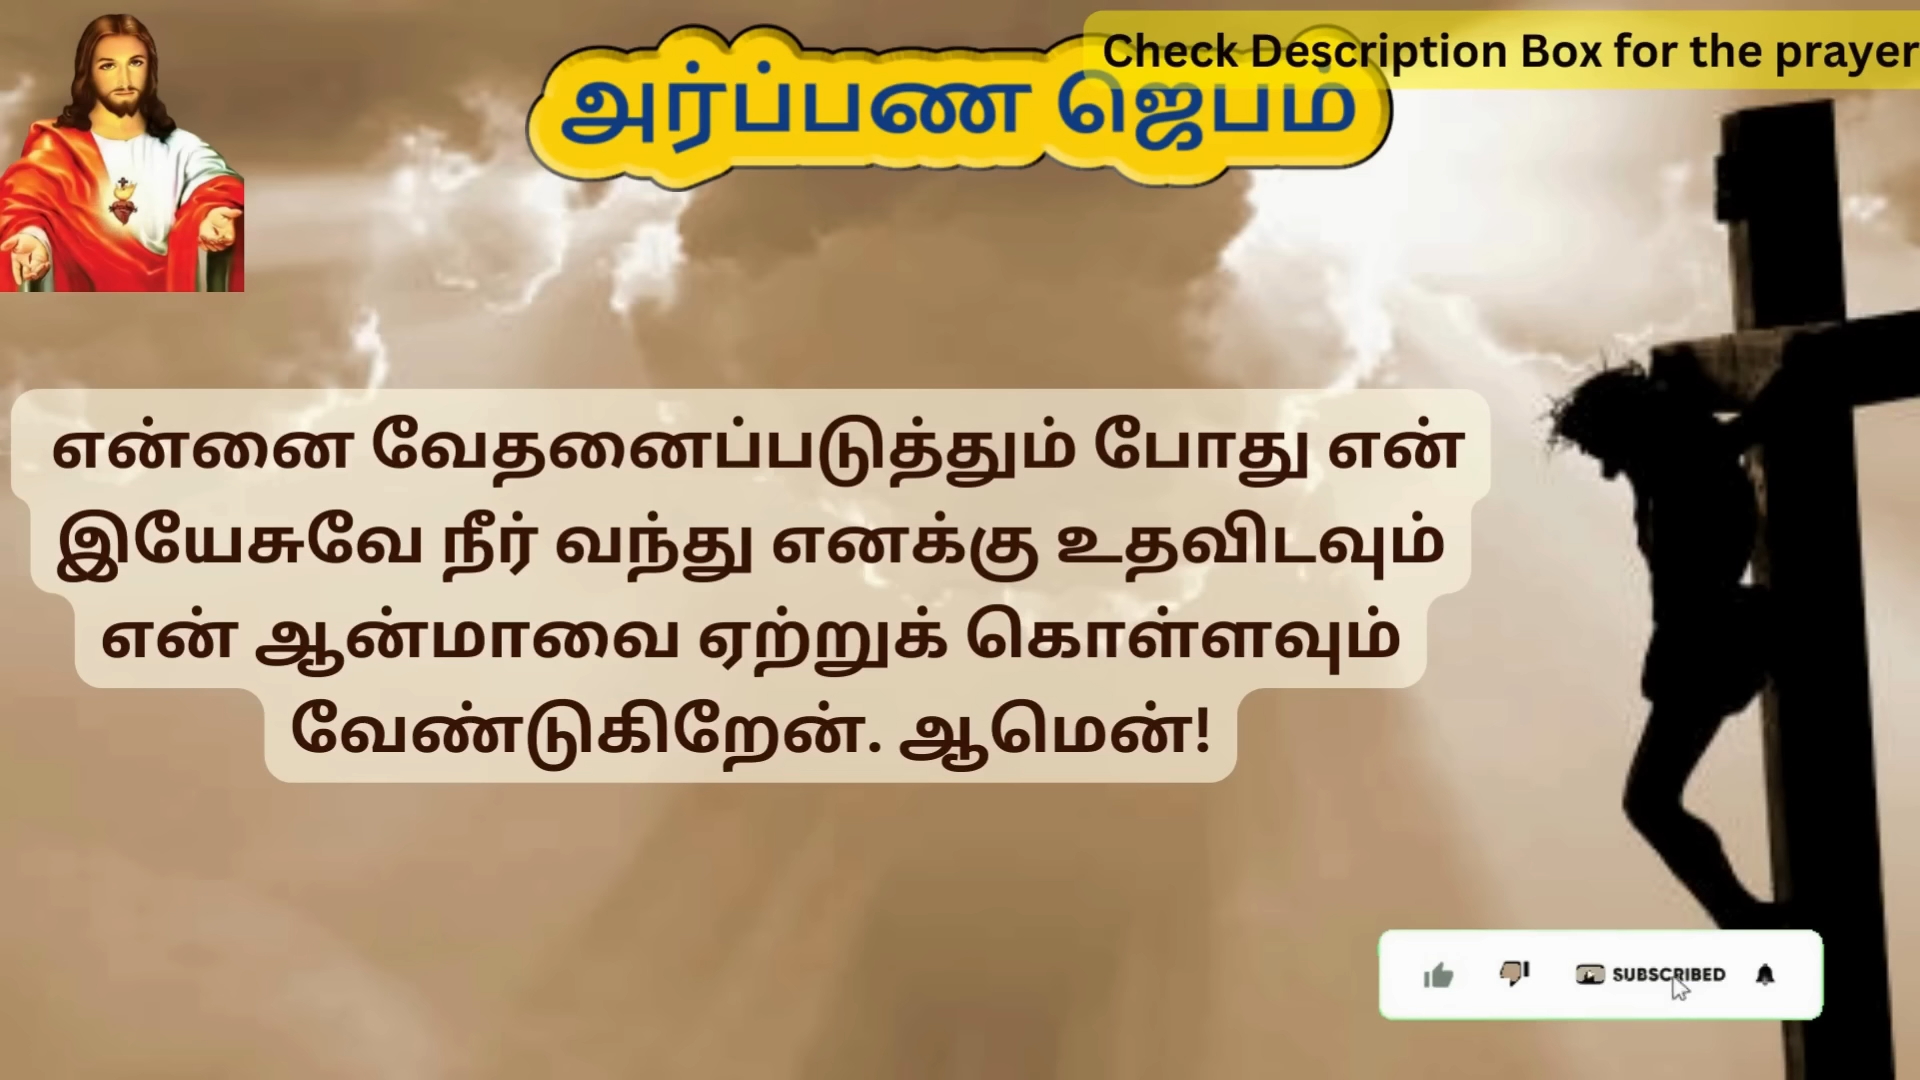 Check Description Box for the prayer
அர்ப்பண ஜெபம்
என்னை வேதனைப்படுத்தும் போது என்
இயேசுவே நீர் வந்து எனக்கு உதவிடவும்
என் ஆன்மாவை ஏற்றுக் கொள்ளவும்
வேண்டுகிறேன். ஆமென்!
SUBSCRIBED